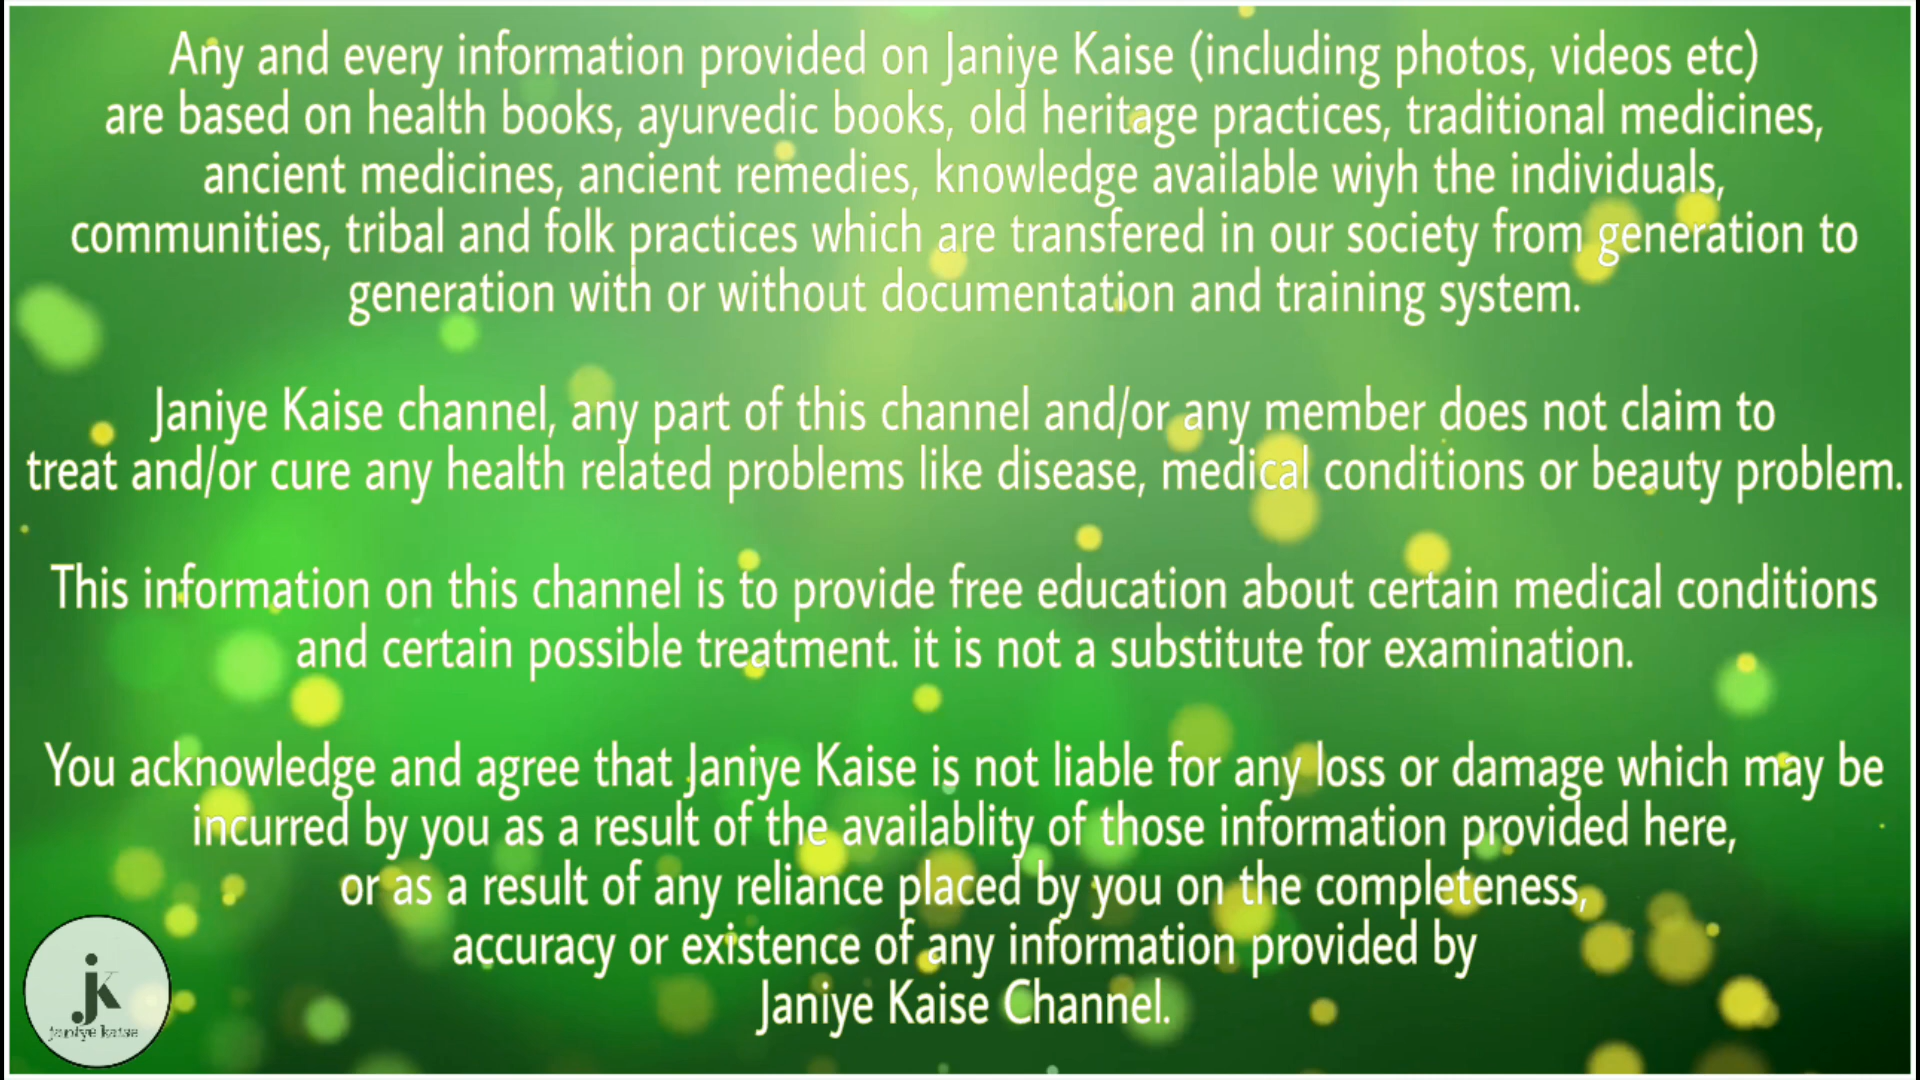 Any and every information provided on Janiye Kaise (including photos, videos etc)
are based on health books, ayurvedic books, old heritage practices, traditional medicines,
ancient medicines, ancient remedies, knowledge available wiyh the individuals,
communities, tribal and folk practices which are transfered in our society from generation to
generation with or without documentation and training system.
Janiye Kaise channel, any part of this channel and/or any member does not claim to
treat and/or cure any health related problems like disease, medical conditions or beauty problem.
This information on this channel is to provide free education about certain medical conditions
and certain possible treatment. it is not a substitute for examination.
You acknowledge and agree that Janiye Kaise is not liable for any loss or damage which may be
incurred by you as a result of the availablity of those information provided here,
or as a result of any reliance placed by you on the completeness,
accuracy or existence of any information provided by
Janiye Kaise Channel.
jk
janiye kaise